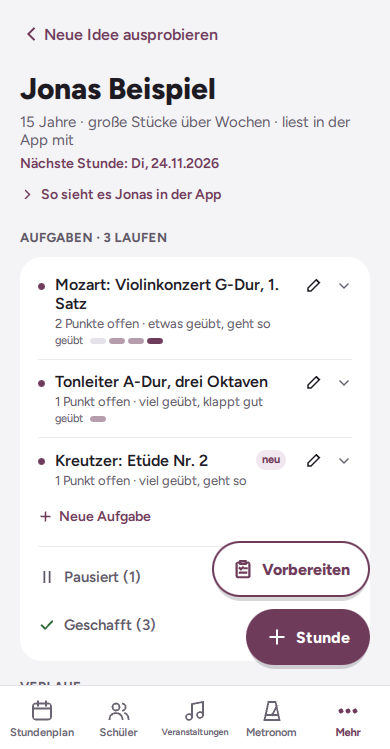 Neue Idee ausprobieren
Jonas Beispiel
15 Jahre · große Stücke über Wochen · liest in der
App mit
Nächste Stunde: Di, 24.11.2026
So sieht es Jonas in der App
AUFGABEN · 3 LAUFEN
Mozart: Violinkonzert G-Dur, 1.
Satz
2 Punkte offen · etwas geübt, geht so
geübt
Tonleiter A-Dur, drei Oktaven
1 Punkt offen · viel geübt, klappt gut
geübt
Kreutzer: Etüde Nr. 2 neu
1 Punkt offen · viel geübt, geht so
+ Neue Aufgabe
Pausiert (1)
Vorbereiten
Geschafft (3)
+ Stunde
VERLAUF
Stundenplan Schüler Veranstaltungen Metronom Mehr